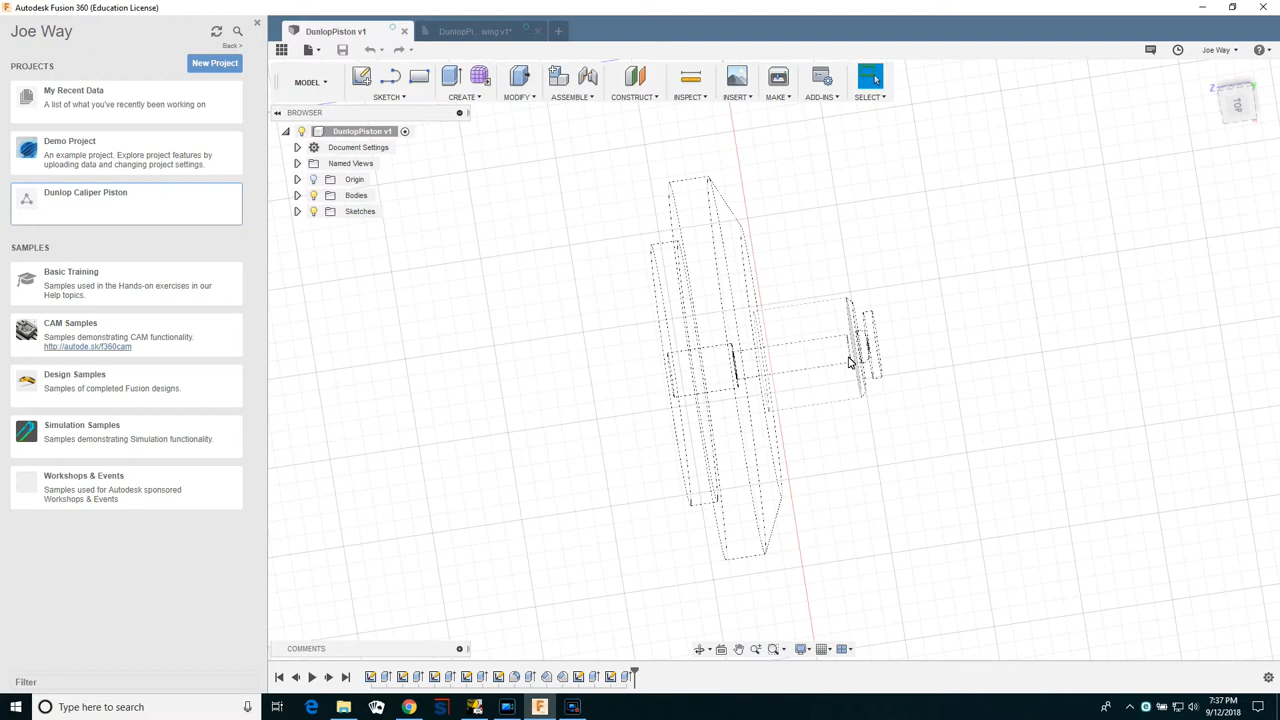 Autodesk Fusion 360 (Education License)
Joe Way
Back >
PROJECTS
New Project
My Recent Data
A list of what you've recently been working on
Demo Project
An example project. Explore project features by
uploading data and changing project settings.
Dunlop Caliper Piston
SAMPLES
Basic Training
Samples used in the Hands-on exercises in our
Help topics.
CAM Samples
Samples demonstrating CAM functionality.
http://autode.sk/f360cam
Design Samples
Samples of completed Fusion designs.
Simulation Samples
Samples demonstrating Simulation functionality.
Workshops & Events
Samples used for Autodesk sponsored
Workshops & Events
Filter
DunlopPiston v1
DunlopPi...wing v1*
Joe Way
MODEL
SKETCH
CREATE
MODIFY
ASSEMBLE
CONSTRUCT
INSPECT
INSERT
MAKE
ADD-INS
SELECT
BROWSER
DunlopPiston v1
Document Settings
Named Views
Origin
Bodies
Sketches
Z
TOP
COMMENTS
Type here to search
7:37 PM
9/12/2018